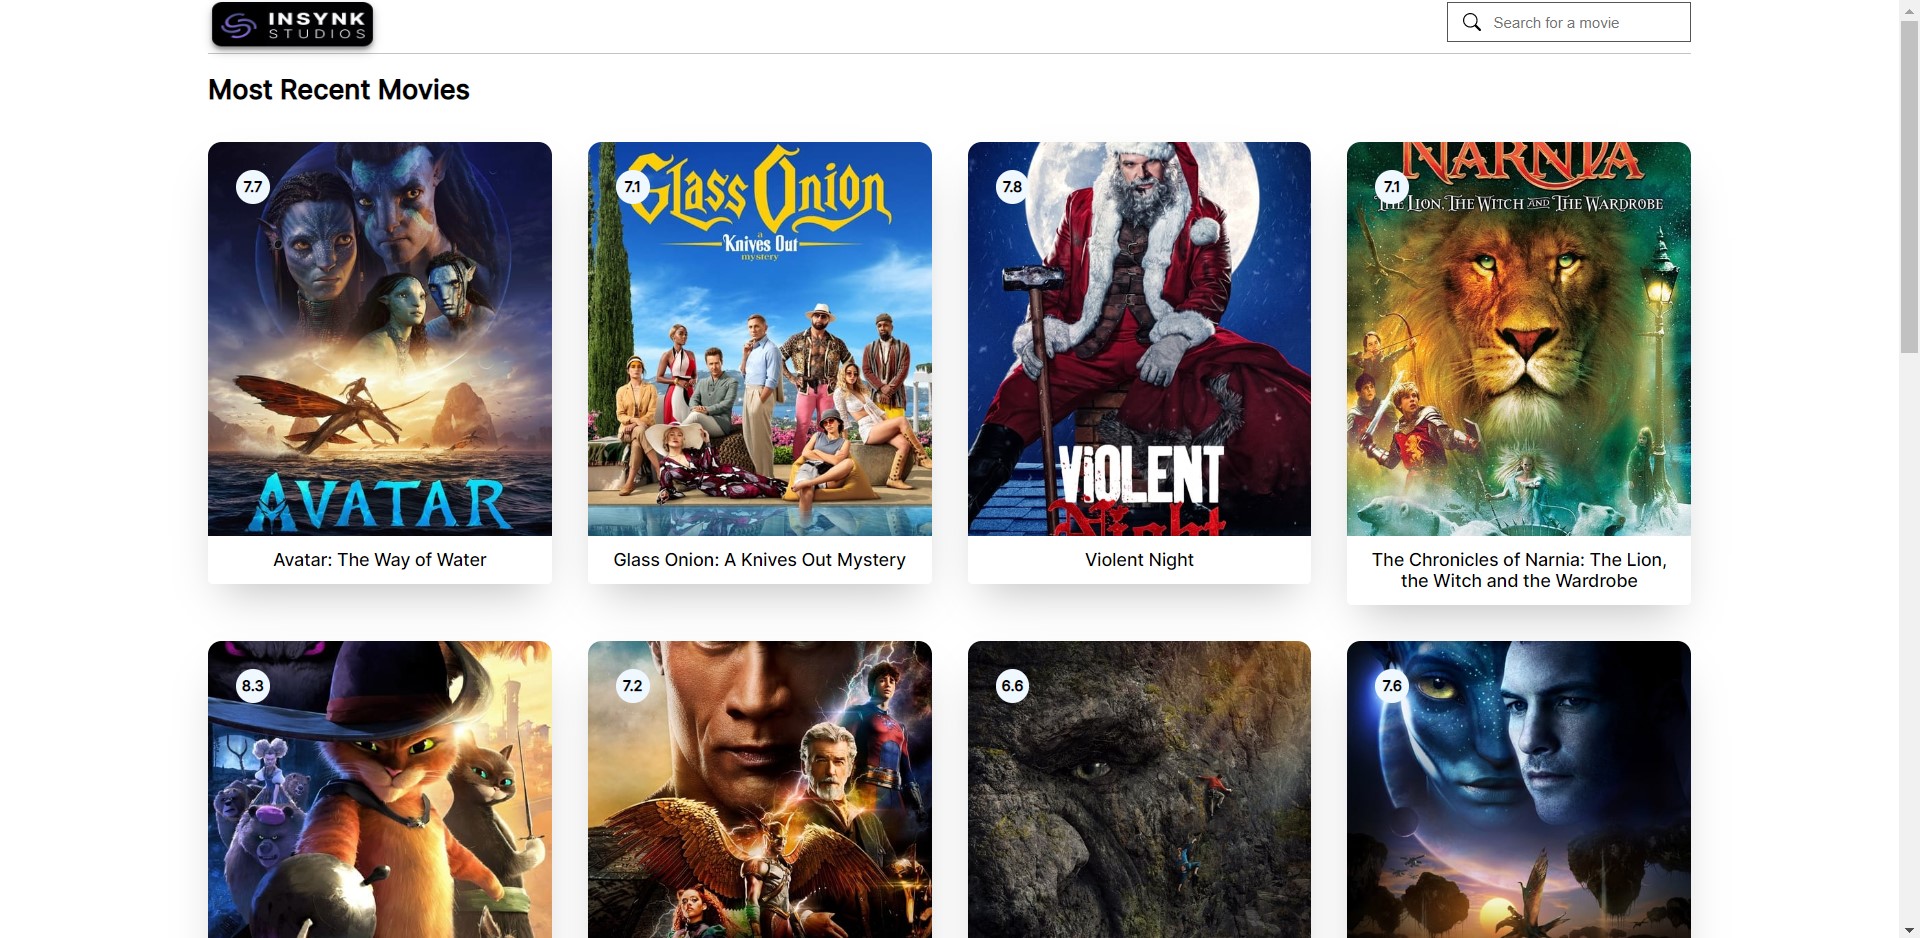 INSYNK
STUDIOS
Search for a movie
Most Recent Movies
7.7
AVATAR
Avatar: The Way of Water
7.1
Glass Onion
a
Knives Out
mystery
Glass Onion: A Knives Out Mystery
7.8
VIOLENT
Night
Violent Night
NARNIA
7.1
THE LION, THE WITCH AND THE WARDROBE
The Chronicles of Narnia: The Lion,
the Witch and the Wardrobe
8.3
7.2
6.6
7.6